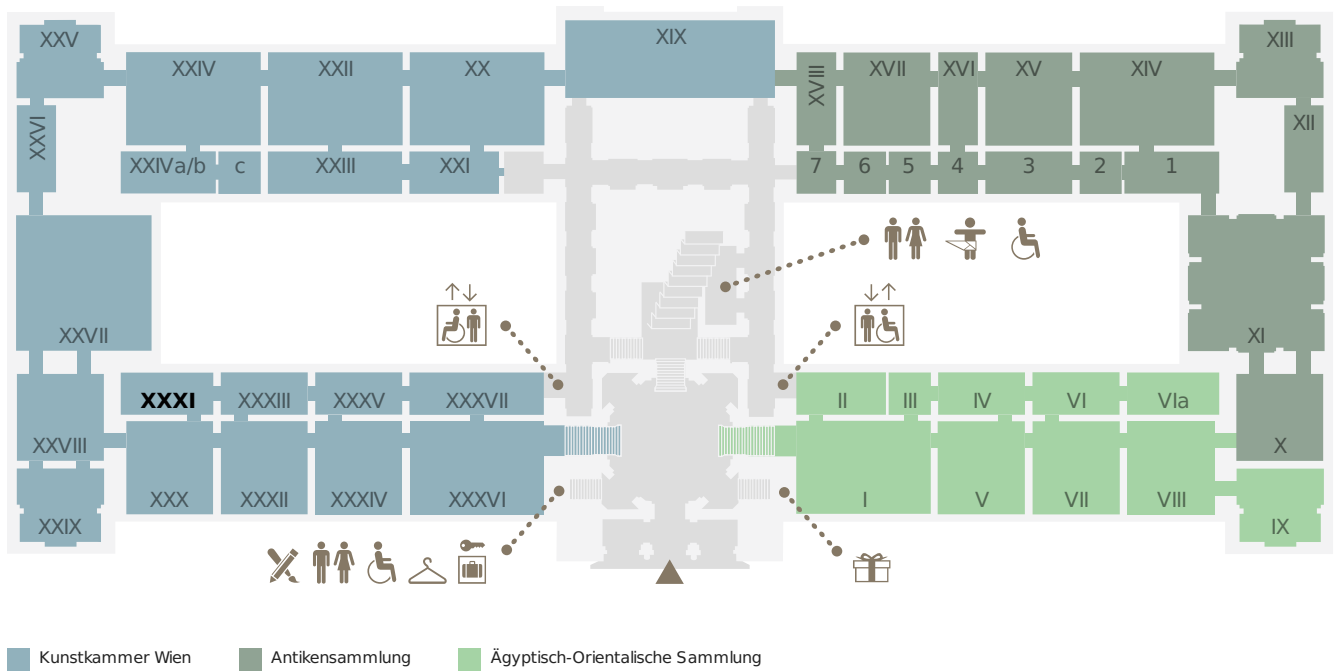 XXV
XIX
XIII
XXIV
XXII
XX
XVIII
XVII
XVI
XV
XIV
XXVI
XII
XXIVa/b
c
XXIII
XXI
7
6
5
4
3
2
1
XXVII
XI
XXXI
XXXIII
XXXV
XXXVII
II
III
IV
VI
VIa
XXVIII
X
XXX
XXXII
XXXIV
XXXVI
I
V
VII
VIII
XXIX
IX
Kunstkammer Wien
Antikensammlung
Ägyptisch-Orientalische Sammlung